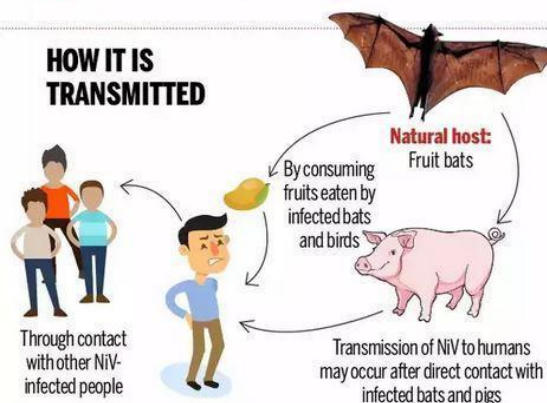 HOW IT IS
TRANSMITTED
Natural host:
Fruit bats
By consuming
fruits eaten by
infected bats
and birds
Through contact
with other NiV-
infected people
Transmission of NiV to humans
may occur after direct contact with
infected bats and pigs